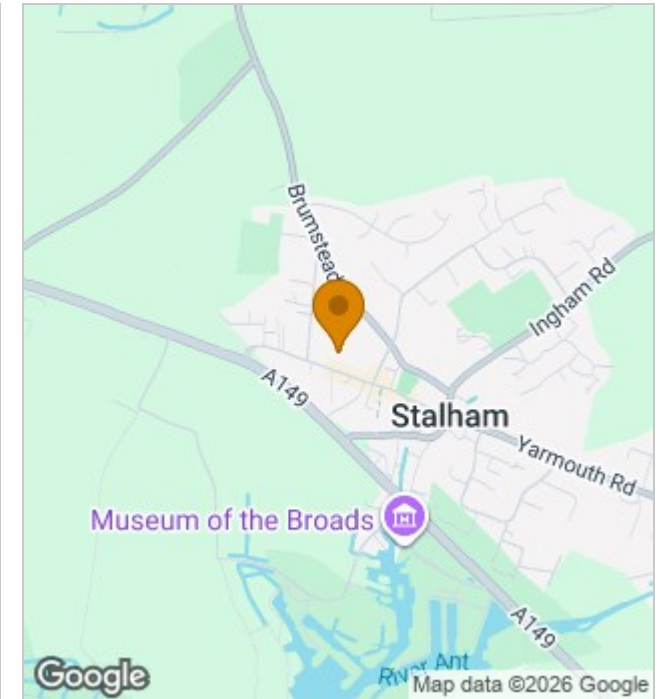 Brumstead
Ingham Rd
A149
Stalham
Yarmouth Rd
Museum of the Broads
A149
River Ant
Google
Map data ©2026 Google